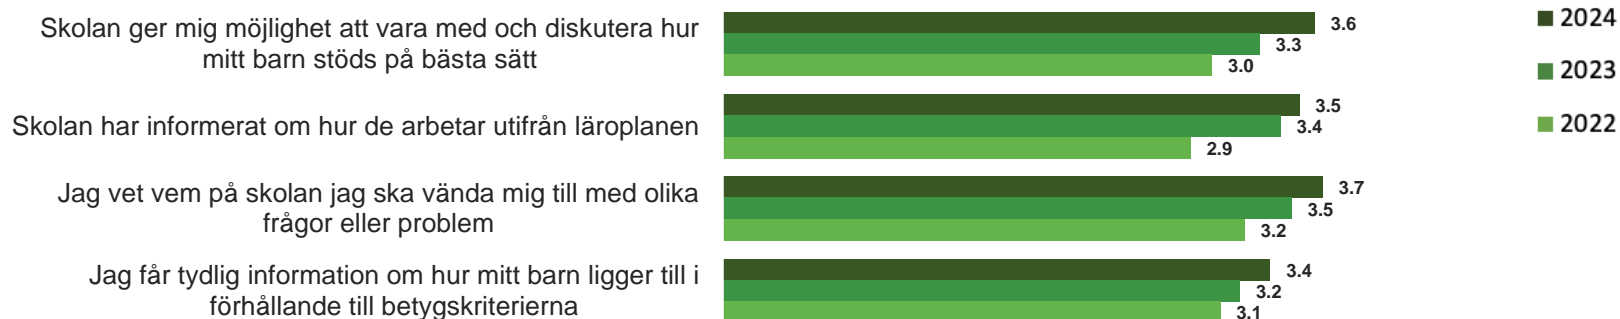 Skolan ger mig möjlighet att vara med och diskutera hur
mitt barn stöds på bästa sätt
3.6
3.3
3.0
Skolan har informerat om hur de arbetar utifrån läroplanen
3.5
3.4
2.9
Jag vet vem på skolan jag ska vända mig till med olika
frågor eller problem
3.7
3.5
3.2
Jag får tydlig information om hur mitt barn ligger till i
förhållande till betygskriterierna
3.4
3.2
3.1
2024
2023
2022